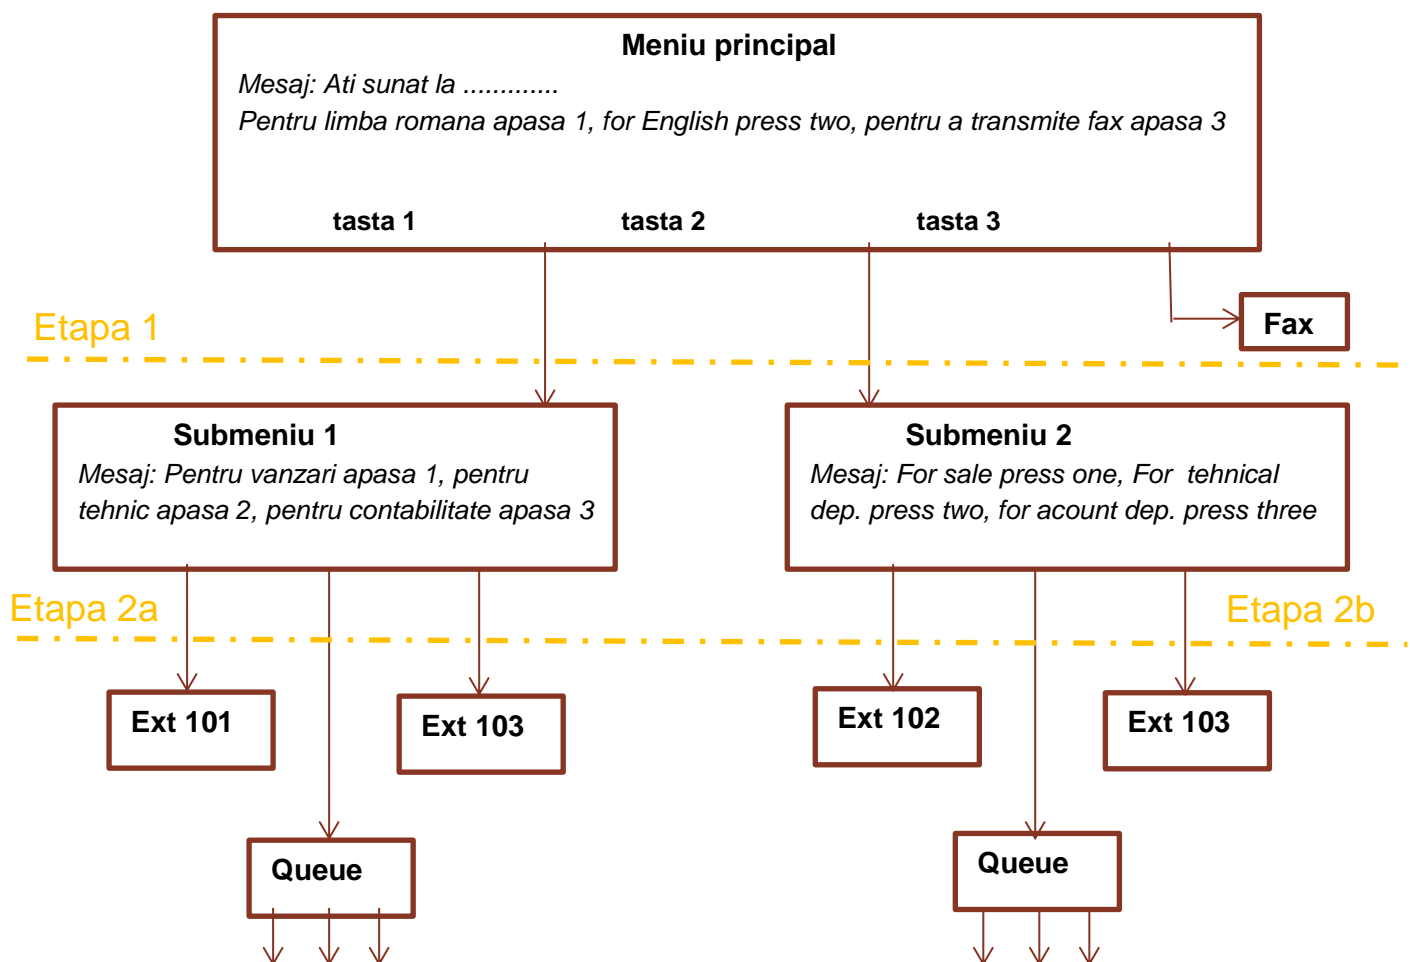 Meniu principal
Mesaj: Ati sunat la .............
Pentru limba romana apasa 1, for English press two, pentru a transmite fax apasa 3
tasta 1 tasta 2 tasta 3
Etapa 1
Fax
Submeniu 1
Mesaj: Pentru vanzari apasa 1, pentru
tehnic apasa 2, pentru contabilitate apasa 3
Submeniu 2
Mesaj: For sale press one, For tehnical
dep. press two, for acount dep. press three
Etapa 2a
Etapa 2b
Ext 101
Ext 103
Ext 102
Ext 103
Queue
Queue